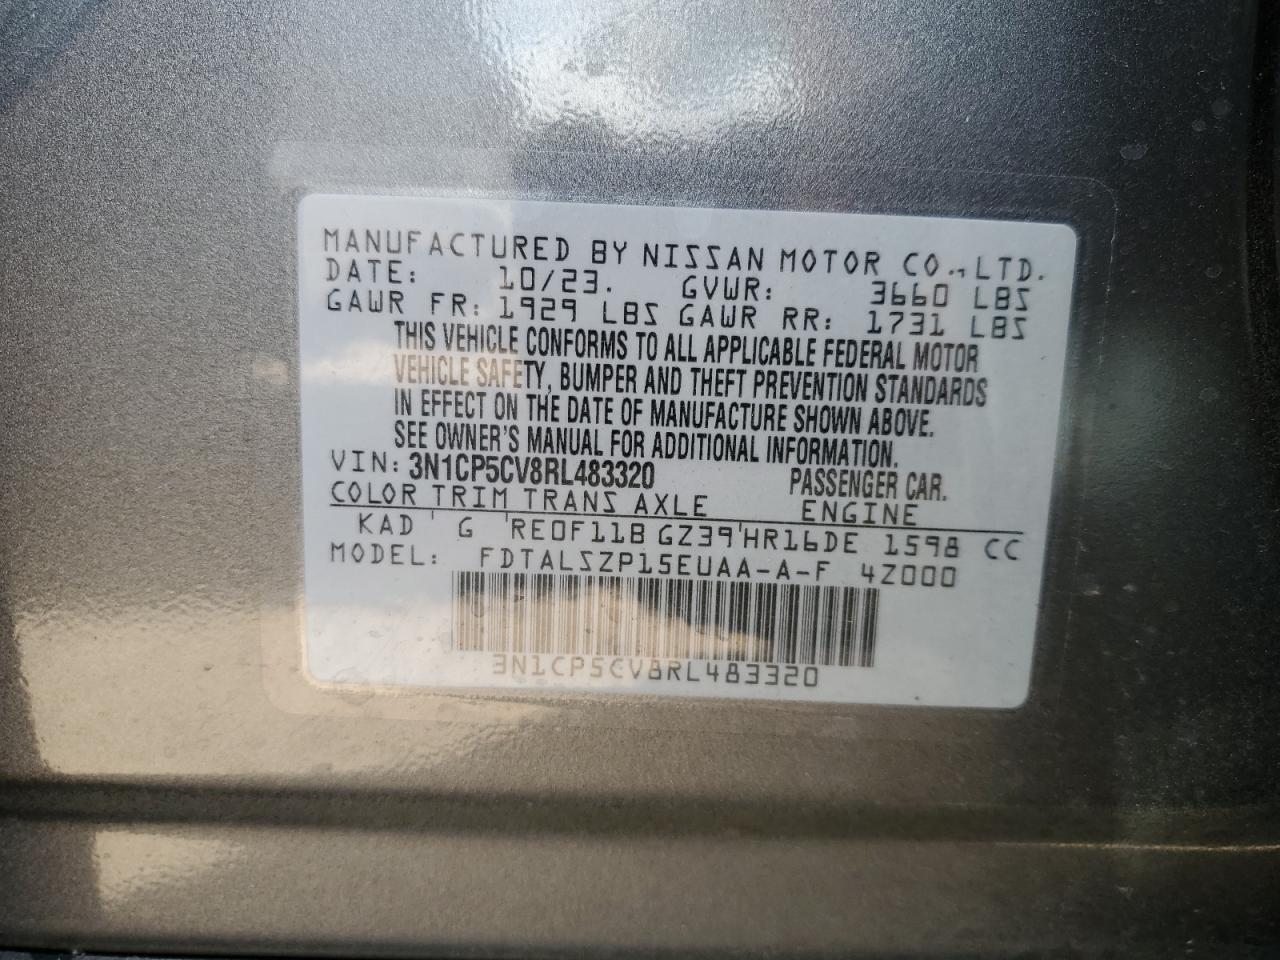 MANUFACTURED BY NISSAN MOTOR CO.,LTD.
DATE: 10/23. GVWR: 3660 LBS
GAWR FR: 1929 LBS GAWR RR: 1731 LBS
THIS VEHICLE CONFORMS TO ALL APPLICABLE FEDERAL MOTOR
VEHICLE SAFETY, BUMPER AND THEFT PREVENTION STANDARDS
IN EFFECT ON THE DATE OF MANUFACTURE SHOWN ABOVE.
SEE OWNER'S MANUAL FOR ADDITIONAL INFORMATION.
VIN: 3N1CP5CV8RL483320 PASSENGER CAR.
COLOR TRIM TRANS AXLE ENGINE
KAD ' G 'RE0F11B GZ39'HR16DE 1598 CC
MODEL: FDTALSZP15EUAA-A-F 4Z000
3N1CP5CV8RL483320